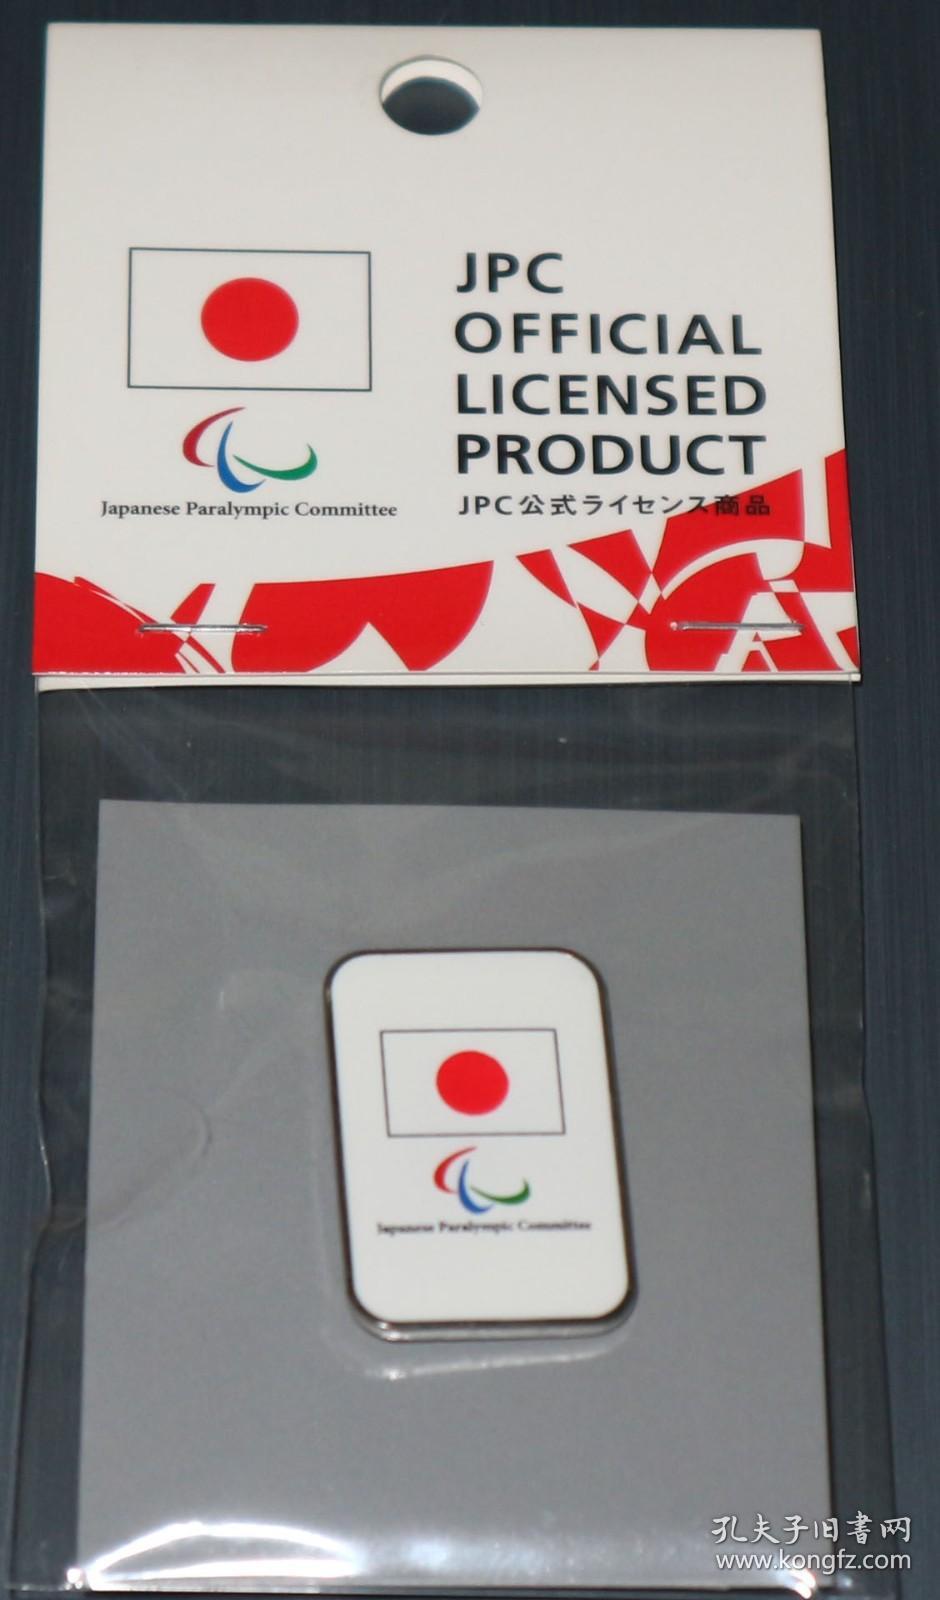 JPC
OFFICIAL
LICENSED
PRODUCT
JPC公式ライセンス商品
Japanese Paralympic Committee
Japanese Paralympic Committee
孔夫子旧書网
www.kongfz.com